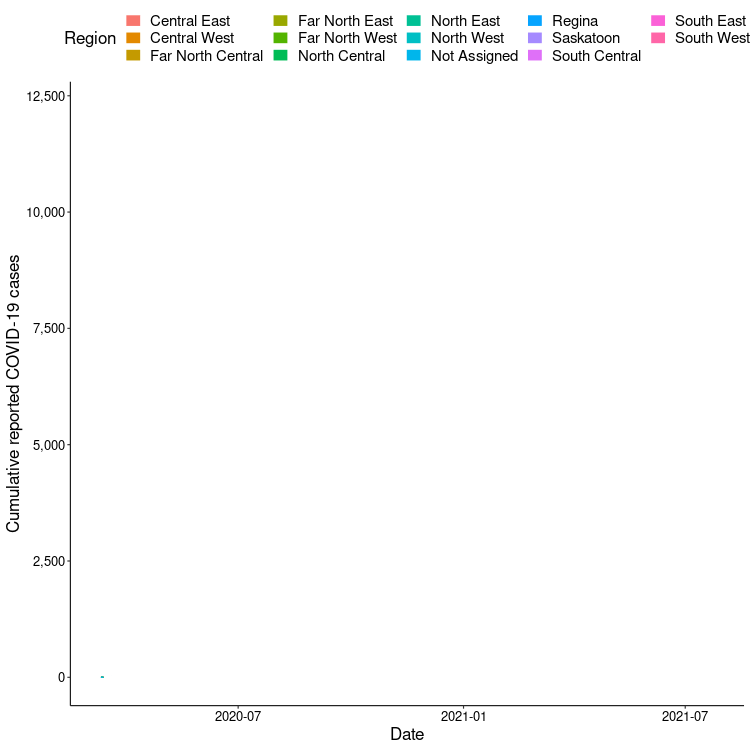 Region
Central East
Far North East
North East
Regina
South East
Central West
Far North West
North West
Saskatoon
South West
Far North Central
North Central
Not Assigned
South Central
Cumulative reported COVID-19 cases
12,500
10,000
7,500
5,000
2,500
0
2020-07
2021-01
2021-07
Date